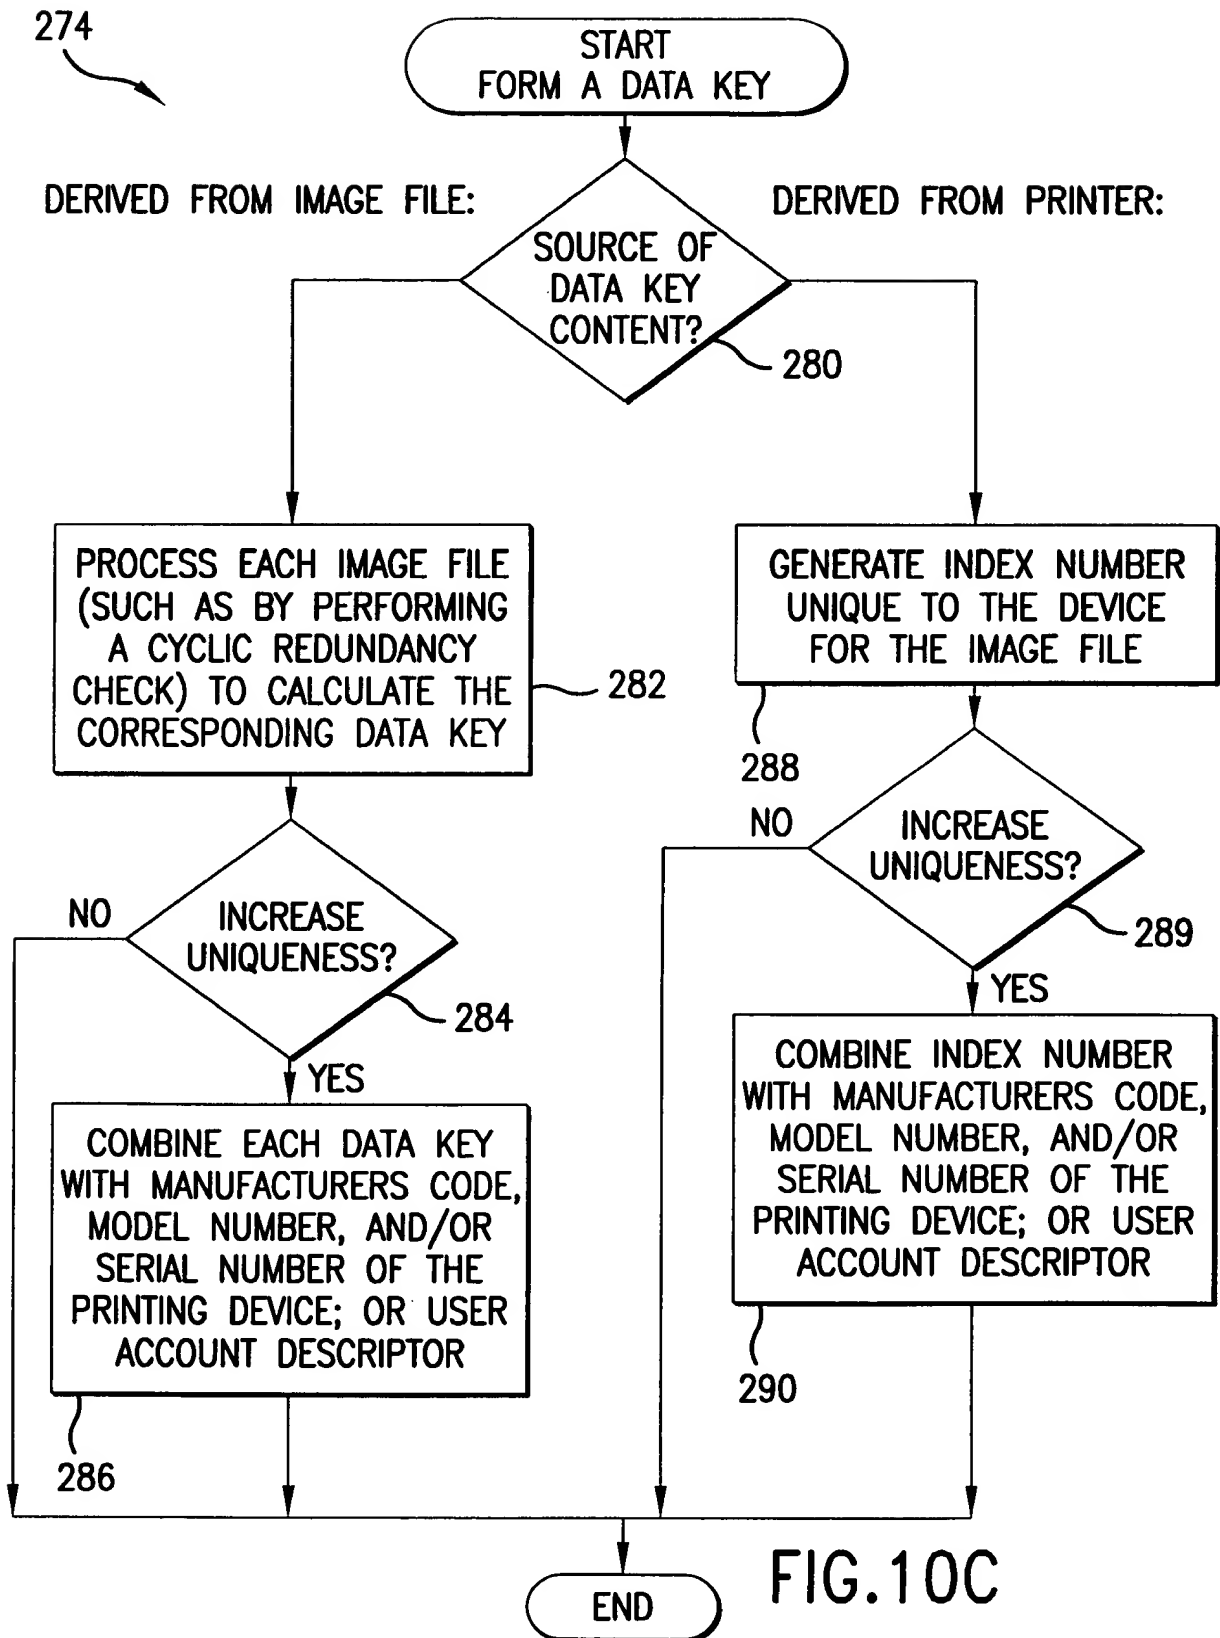 274
START
FORM A DATA KEY
DERIVED FROM IMAGE FILE:
DERIVED FROM PRINTER:
SOURCE OF
DATA KEY
CONTENT?
280
PROCESS EACH IMAGE FILE
(SUCH AS BY PERFORMING
A CYCLIC REDUNDANCY
CHECK) TO CALCULATE THE
CORRESPONDING DATA KEY
282
GENERATE INDEX NUMBER
UNIQUE TO THE DEVICE
FOR THE IMAGE FILE
288
NO
INCREASE
UNIQUENESS?
284
YES
NO
INCREASE
UNIQUENESS?
289
YES
COMBINE EACH DATA KEY
WITH MANUFACTURERS CODE,
MODEL NUMBER, AND/OR
SERIAL NUMBER OF THE
PRINTING DEVICE; OR USER
ACCOUNT DESCRIPTOR
286
COMBINE INDEX NUMBER
WITH MANUFACTURERS CODE,
MODEL NUMBER, AND/OR
SERIAL NUMBER OF THE
PRINTING DEVICE; OR USER
ACCOUNT DESCRIPTOR
290
END
FIG.10C